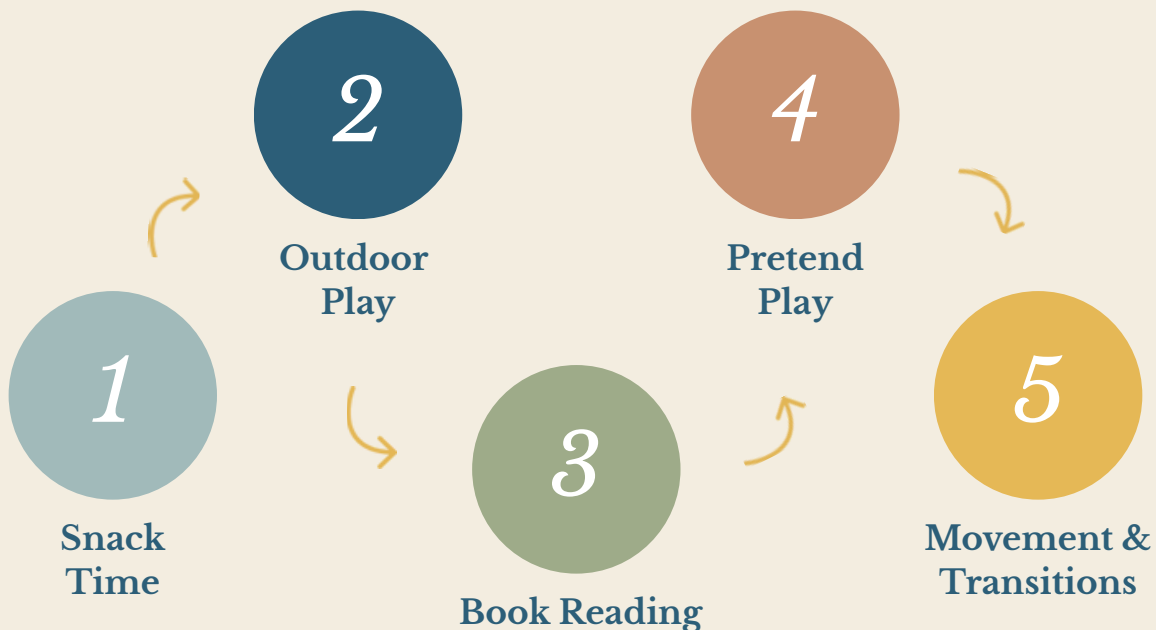 1
Snack
Time
2
Outdoor
Play
3
Book Reading
4
Pretend
Play
5
Movement &
Transitions